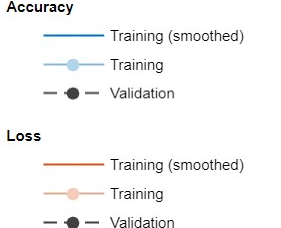 Accuracy
Training (smoothed)
Training
Validation
Loss
Training (smoothed)
Training
Validation